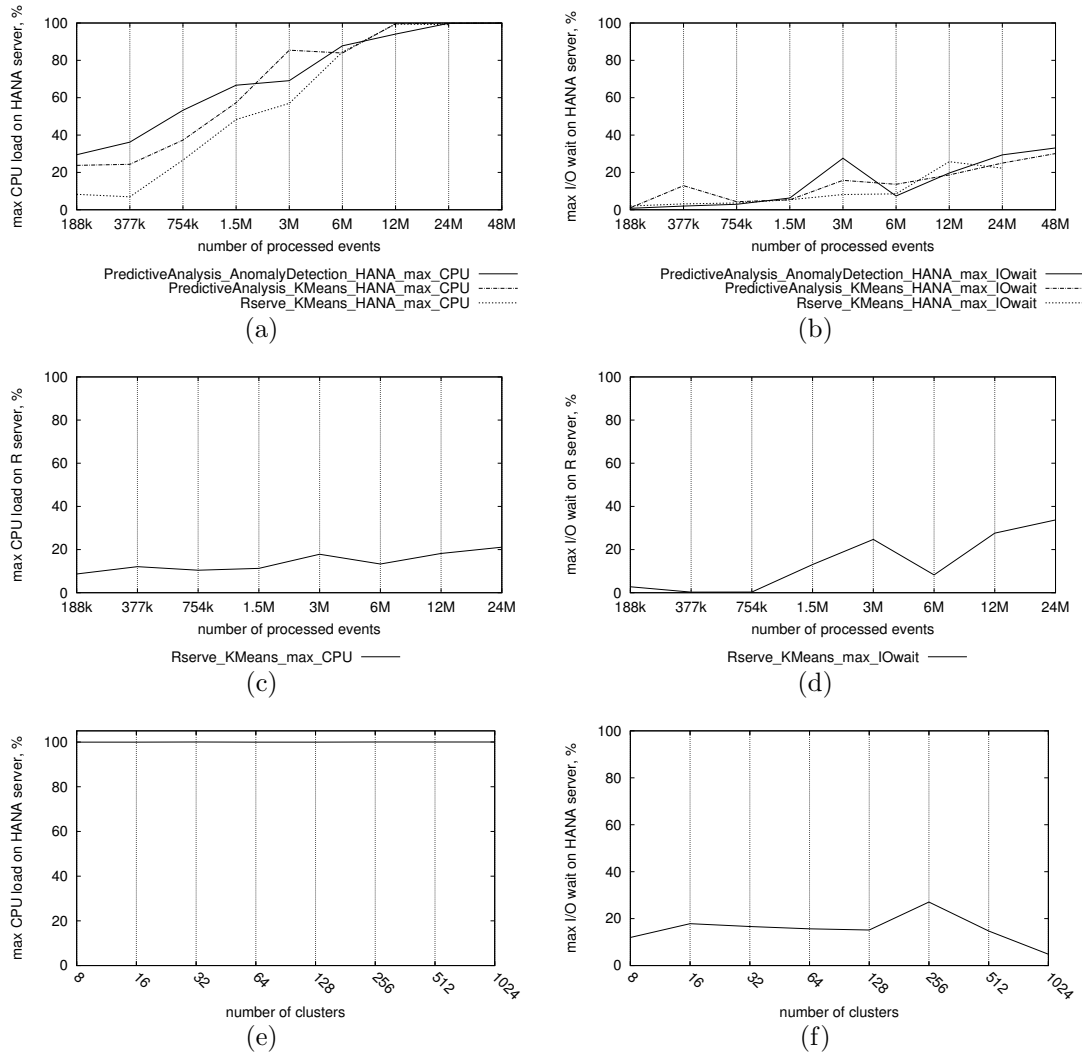 max CPU load on HANA server, %
100
80
60
40
20
0
188k 377k 754k 1.5M 3M 6M 12M 24M 48M
number of processed events
PredictiveAnalysis_AnomalyDetection_HANA_max_CPU
PredictiveAnalysis_KMeans_HANA_max_CPU
Rserve_KMeans_HANA_max_CPU
(a)
max I/O wait on HANA server, %
100
80
60
40
20
0
188k 377k 754k 1.5M 3M 6M 12M 24M 48M
number of processed events
PredictiveAnalysis_AnomalyDetection_HANA_max_IOwait
PredictiveAnalysis_KMeans_HANA_max_IOwait
Rserve_KMeans_HANA_max_IOwait
(b)
max CPU load on R server, %
100
80
60
40
20
0
188k 377k 754k 1.5M 3M 6M 12M 24M
number of processed events
Rserve_KMeans_max_CPU
(c)
max I/O wait on R server, %
100
80
60
40
20
0
188k 377k 754k 1.5M 3M 6M 12M 24M
number of processed events
Rserve_KMeans_max_IOwait
(d)
max CPU load on HANA server, %
100
80
60
40
20
0
8 16 32 64 128 256 512 1024
number of clusters
(e)
max I/O wait on HANA server, %
100
80
60
40
20
0
8 16 32 64 128 256 512 1024
number of clusters
(f)